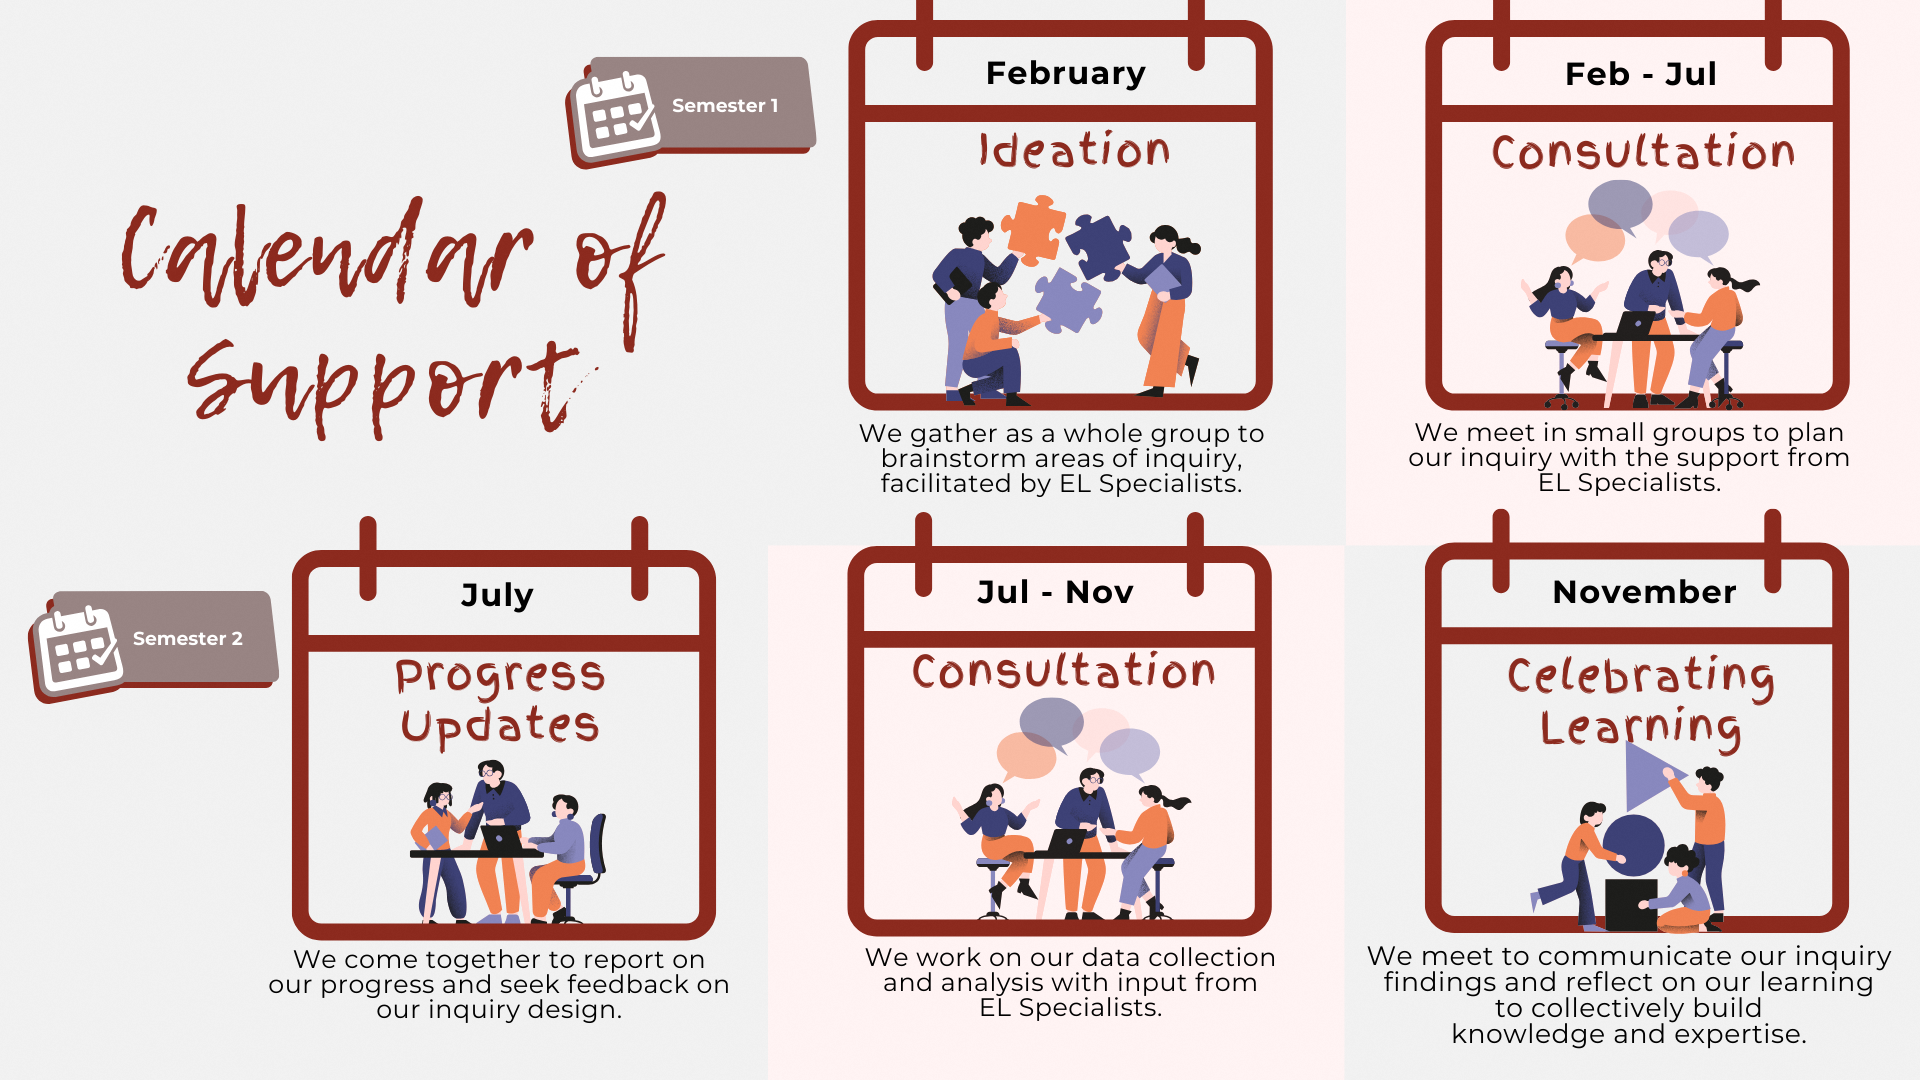 Calendar of
Support
Semester 1
February
Ideation
We gather as a whole group to
brainstorm areas of inquiry,
facilitated by EL Specialists.
Feb - Jul
Consultation
We meet in small groups to plan
our inquiry with the support from
EL Specialists.
Semester 2
July
Progress
Updates
We come together to report on
our progress and seek feedback on
our inquiry design.
Jul - Nov
Consultation
We work on our data collection
and analysis with input from
EL Specialists.
November
Celebrating
Learning
We meet to communicate our inquiry
findings and reflect on our learning
to collectively build
knowledge and expertise.